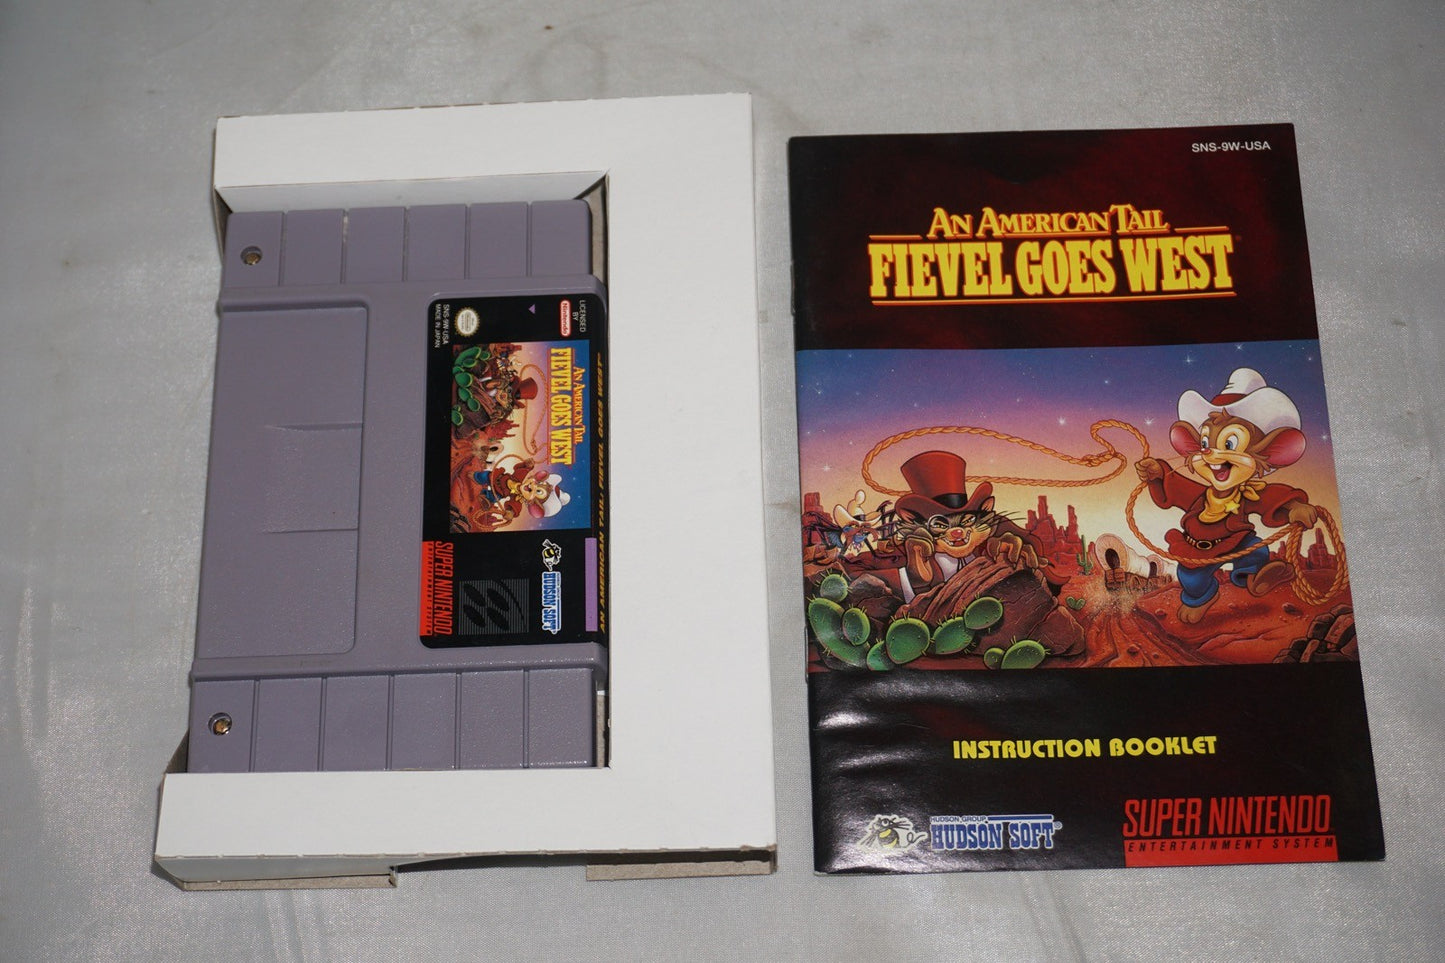 LICENSED
BY
Nintendo
SNS-9W-USA
MADE IN JAPAN
AN AMERICAN TAIL
FIEVEL GOES WEST
HUDSON SOFT
SUPER NINTENDO
ENTERTAINMENT SYSTEM
AN AMERICAN TAIL FIEVEL GOES WEST
SNS-9W-USA
AN AMERICAN TAIL
FIEVEL GOES WEST
INSTRUCTION BOOKLET
HUDSON GROUP
HUDSON SOFT®
SUPER NINTENDO
ENTERTAINMENT SYSTEM